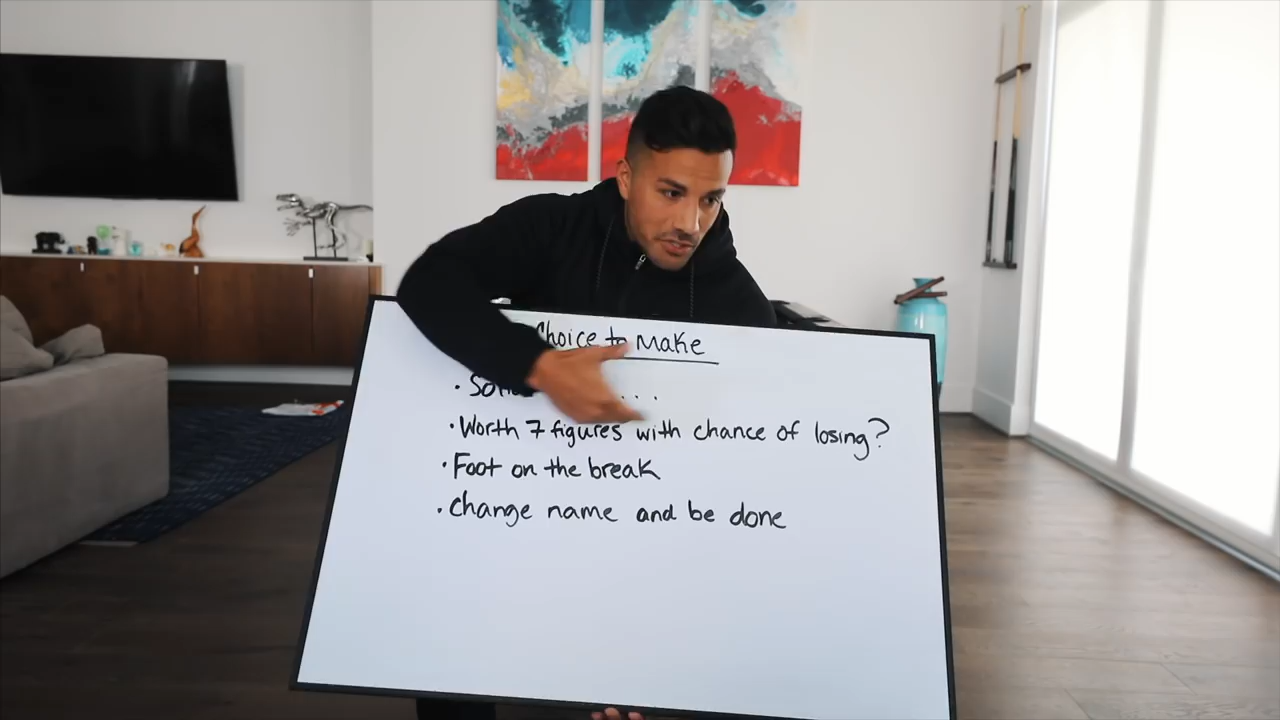 Choice to Make
· ...
· Worth 7 figures with chance of losing?
· Foot on the break
· Change name and be done